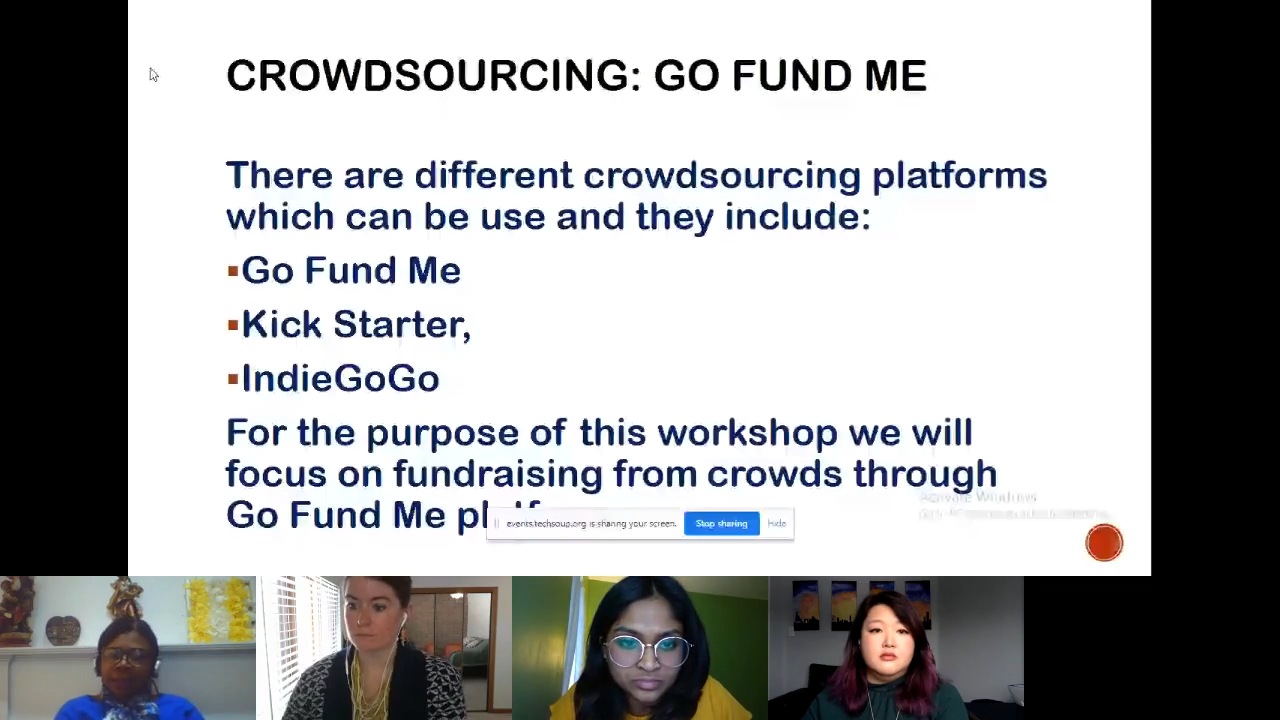 CROWDSOURCING: GO FUND ME
There are different crowdsourcing platforms
which can be use and they include:
▪Go Fund Me
▪Kick Starter,
▪IndieGoGo
For the purpose of this workshop we will
focus on fundraising from crowds through
Go Fund Me
events.techsoup.org is sharing your screen. Stop sharing Hide
Activate Windows